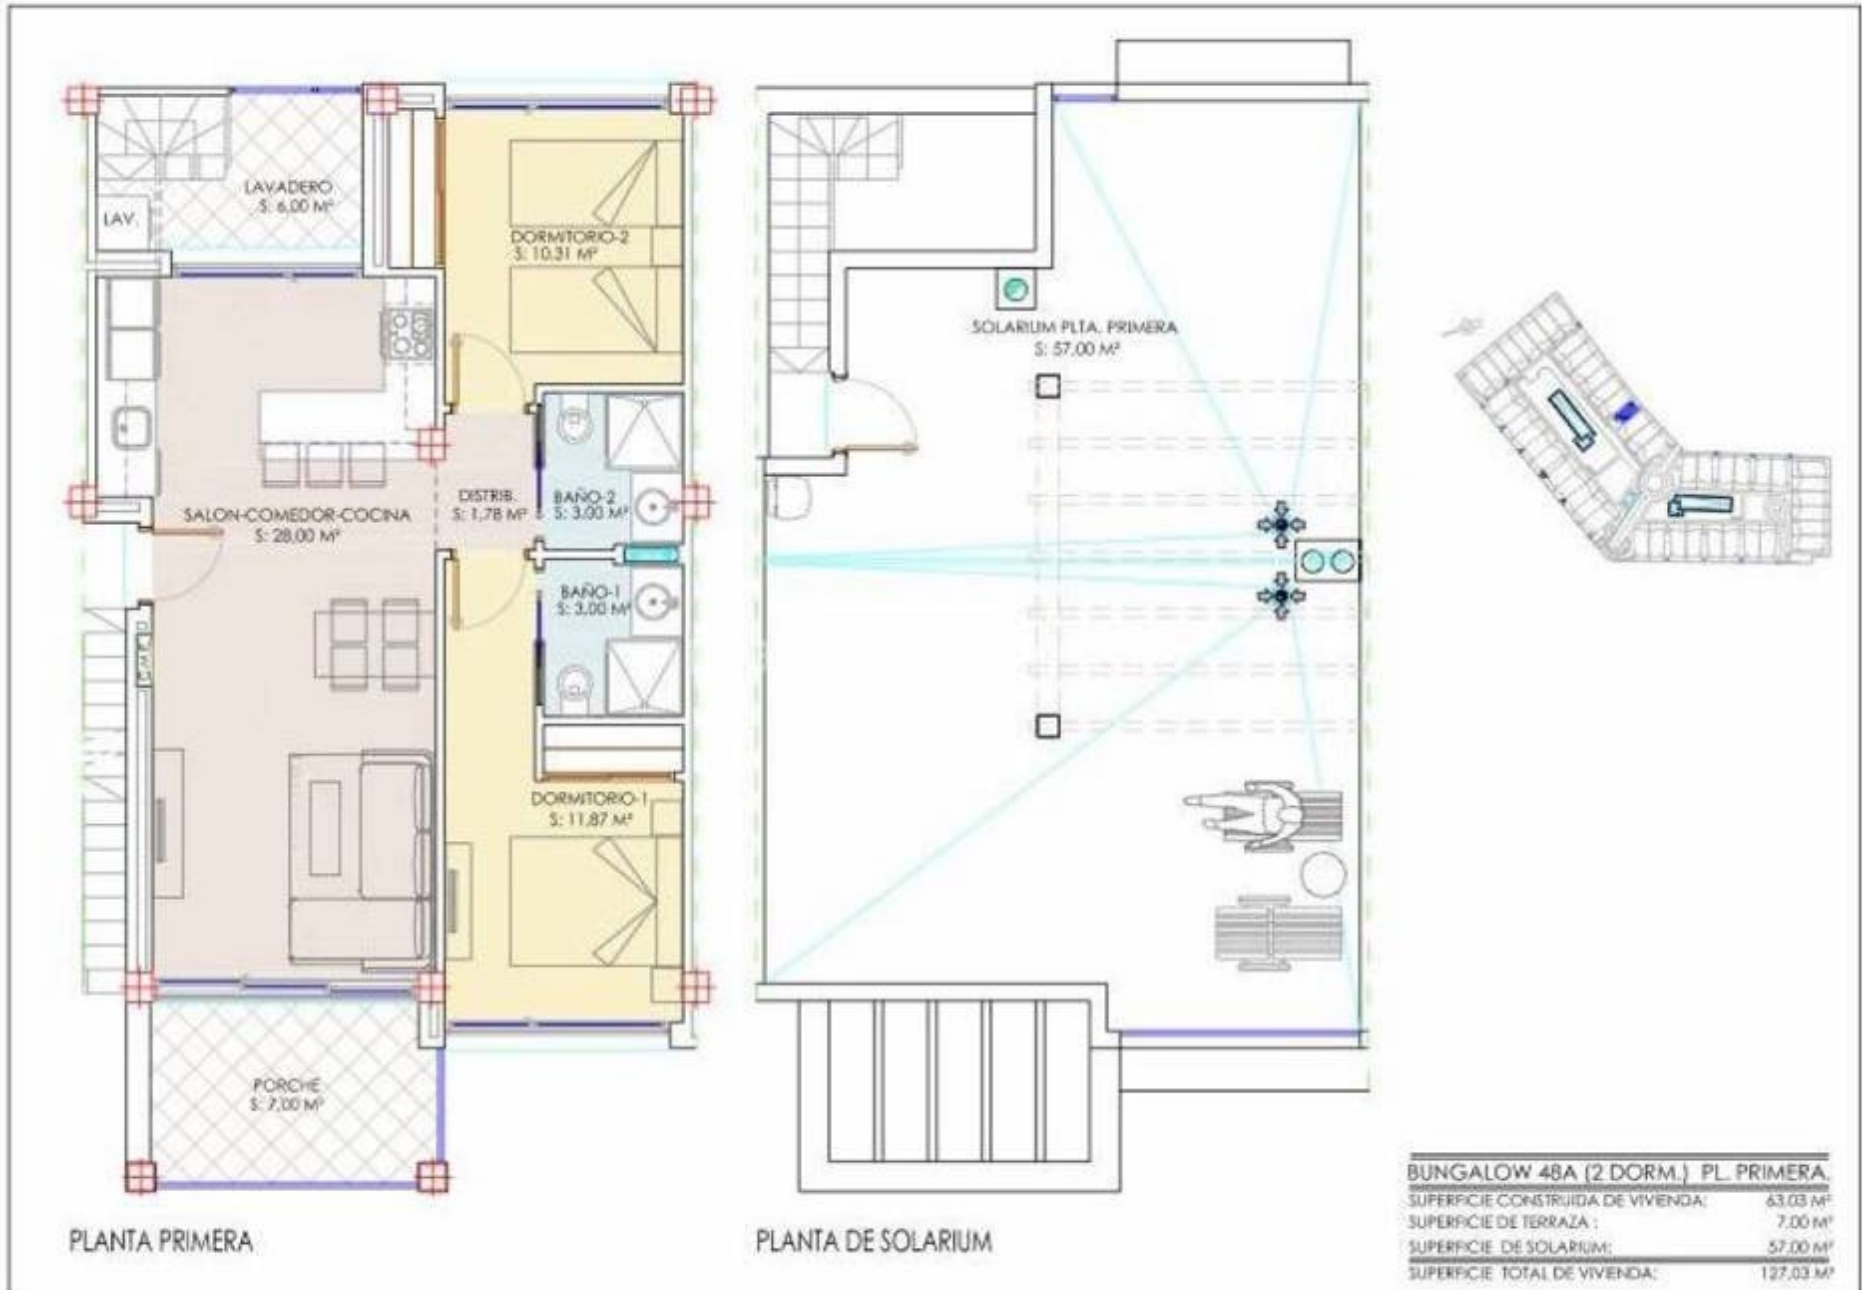 LAVADERO
S: 6,00 M²
LAV.
DORMITORIO-2
S: 10.31 M²
SALON-COMEDOR-COCINA
S: 28,00 M²
DISTRIB.
S: 1,78 M²
BAÑO-2
S: 3,00 M²
BAÑO-1
S: 3,00 M²
DORMITORIO-1
S: 11,87 M²
PORCHE
S: 7,00 M²
PLANTA PRIMERA
SOLARIUM PLTA. PRIMERA
S: 57.00 M²
PLANTA DE SOLARIUM
BUNGALOW 48A (2 DORM.) PL. PRIMERA.
SUPERFICIE CONSTRUIDA DE VIVIENDA: 63.03 M²
SUPERFICIE DE TERRAZA : 7.00 M²
SUPERFICIE DE SOLARIUM: 57.00 M²
SUPERFICIE TOTAL DE VIVIENDA: 127.03 M²